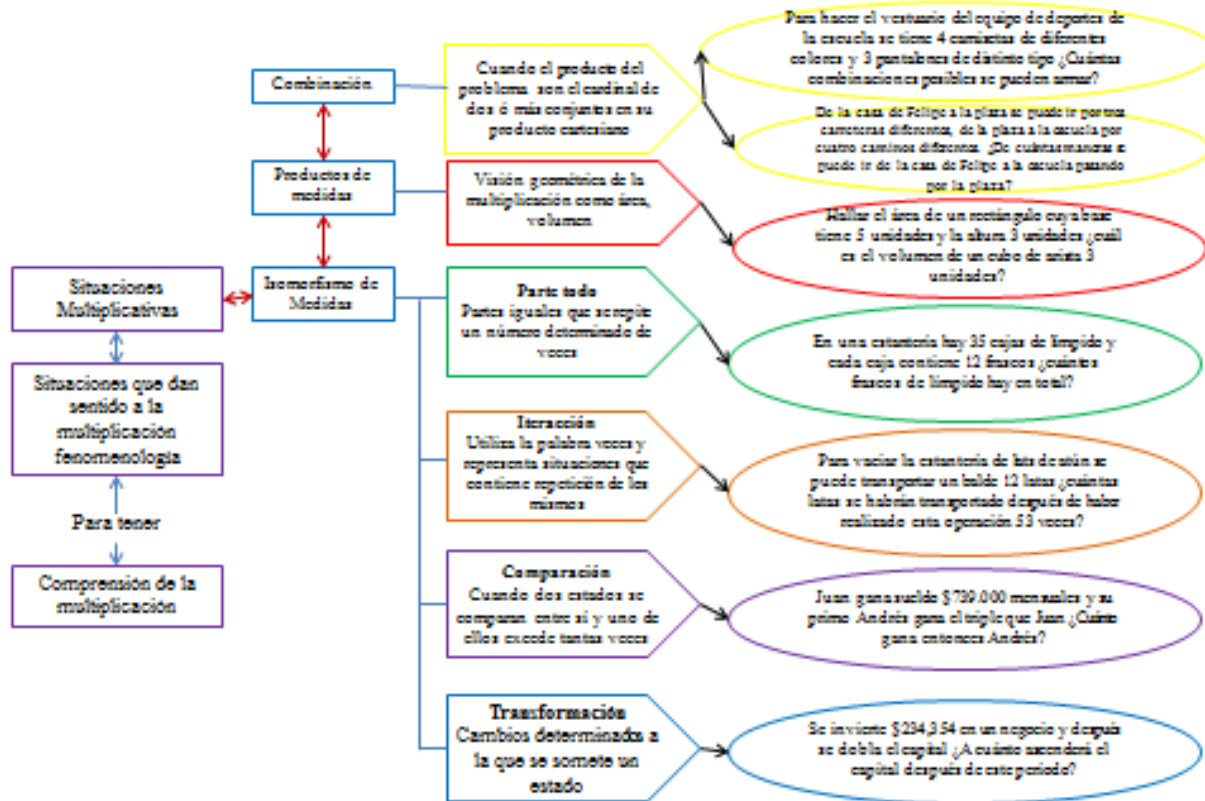 Combinación
Cuando el producto del
problema son el cardinal de
dos ó más conjuntos en su
producto cartesiano
Para hacer el vestuario del equipo de deportes de
la escuela se tiene 4 camisetas de diferentes
colores y 3 pantalones de distinto tipo ¿Cuántas
combinaciones posibles se pueden armar?
De la casa de Felipe a la plaza se puede ir por tres
carreteras diferentes, de la plaza a la escuela por
cuatro caminos diferentes. ¿De cuántas maneras se
puede ir de la casa de Felipe a la escuela pasando
por la plaza?
Productos de
medidas
Visión geométrica de la
multiplicación como área,
volumen
Hallar el área de un rectángulo cuya base
tiene 5 unidades y la altura 3 unidades ¿cuál
es el volumen de un cubo de arista 3
unidades?
Situaciones
Multiplicativas
Isomorfismo de
Medidas
Parte todo
Partes iguales que se repite
un número determinado de
veces
En una estantería hay 35 cajas de límpido y
cada caja contiene 12 frascos ¿cuántos
frascos de límpido hay en total?
Situaciones que dan
sentido a la
multiplicación
fenomenología
Iteracción
Utiliza la palabra veces y
representa situaciones que
contiene repetición de los
mismos
Para vaciar la estantería de lats de atún se
puede transportar un balde 12 latas ¿cuántas
latas se habrán transportado después de haber
realizado esta operación 53 veces?
Para tener
Comprensión de la
multiplicación
Comparación
Cuando dos estados se
comparan entre sí y uno de
ellos excede tantas veces
Juan gana sueldo $739.000 mensuales y su
primo Andrés gana el triple que Juan ¿Cuánto
gana entonces Andrés?
Transformación
Cambios determinados a
la que se somete un
estado
Se invierte $234,354 en un negocio y después
se dobla el capital ¿A cuánto ascenderá el
capital después de este periodo?